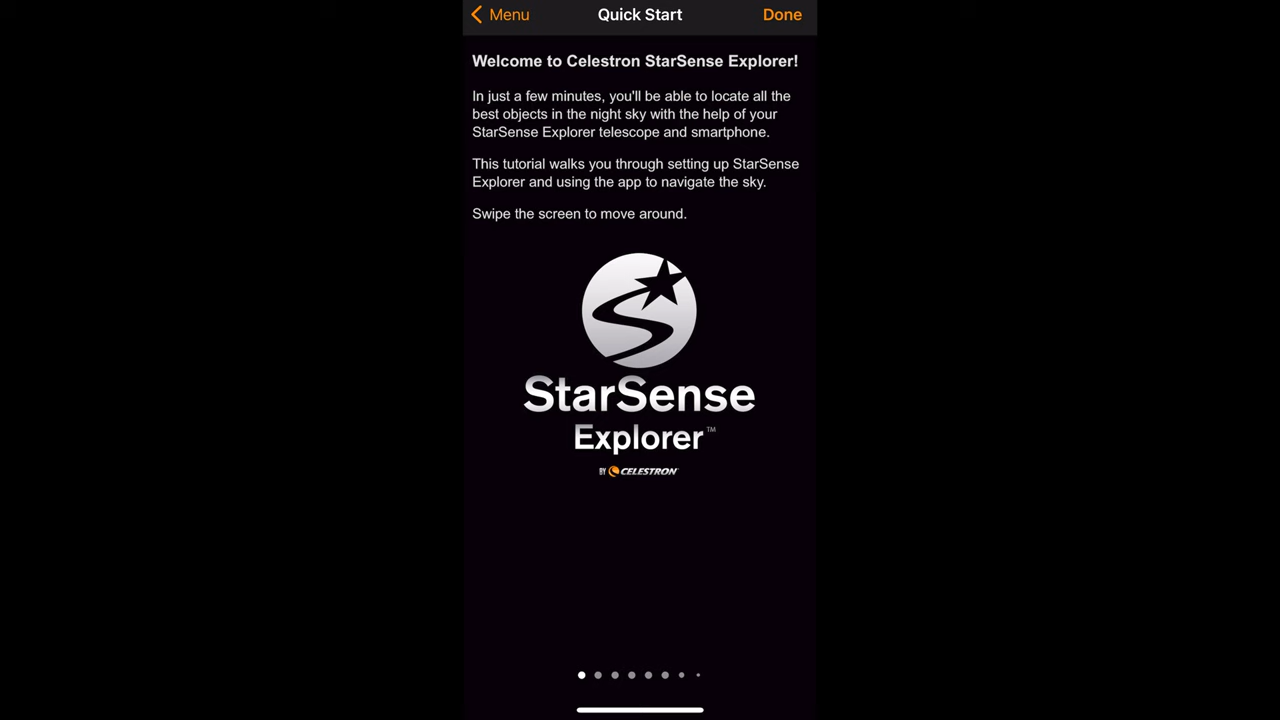 Menu
Quick Start
Done
Welcome to Celestron StarSense Explorer!
In just a few minutes, you'll be able to locate all the
best objects in the night sky with the help of your
StarSense Explorer telescope and smartphone.
This tutorial walks you through setting up StarSense
Explorer and using the app to navigate the sky.
Swipe the screen to move around.
StarSense
Explorer™
BY CELESTRON